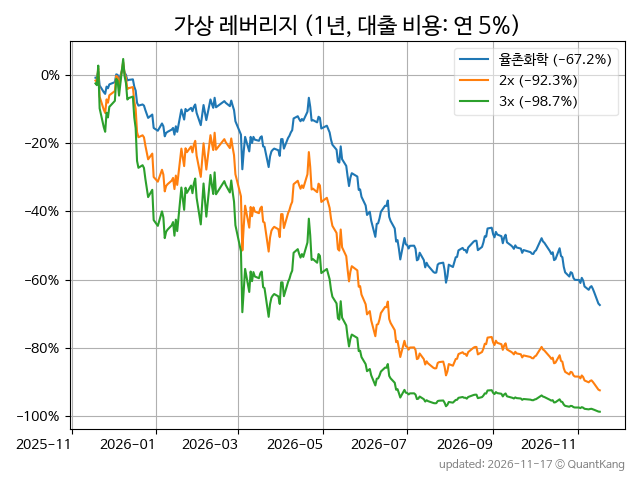 가상 레버리지 (1년, 대출 비용: 연 5%)
율촌화학 (−67.2%)
2x (−92.3%)
3x (−98.7%)
0%
−20%
−40%
−60%
−80%
−100%
2025−11 2026−01 2026−03 2026−05 2026−07 2026−09 2026−11
updated: 2026-11-17 © QuantKang